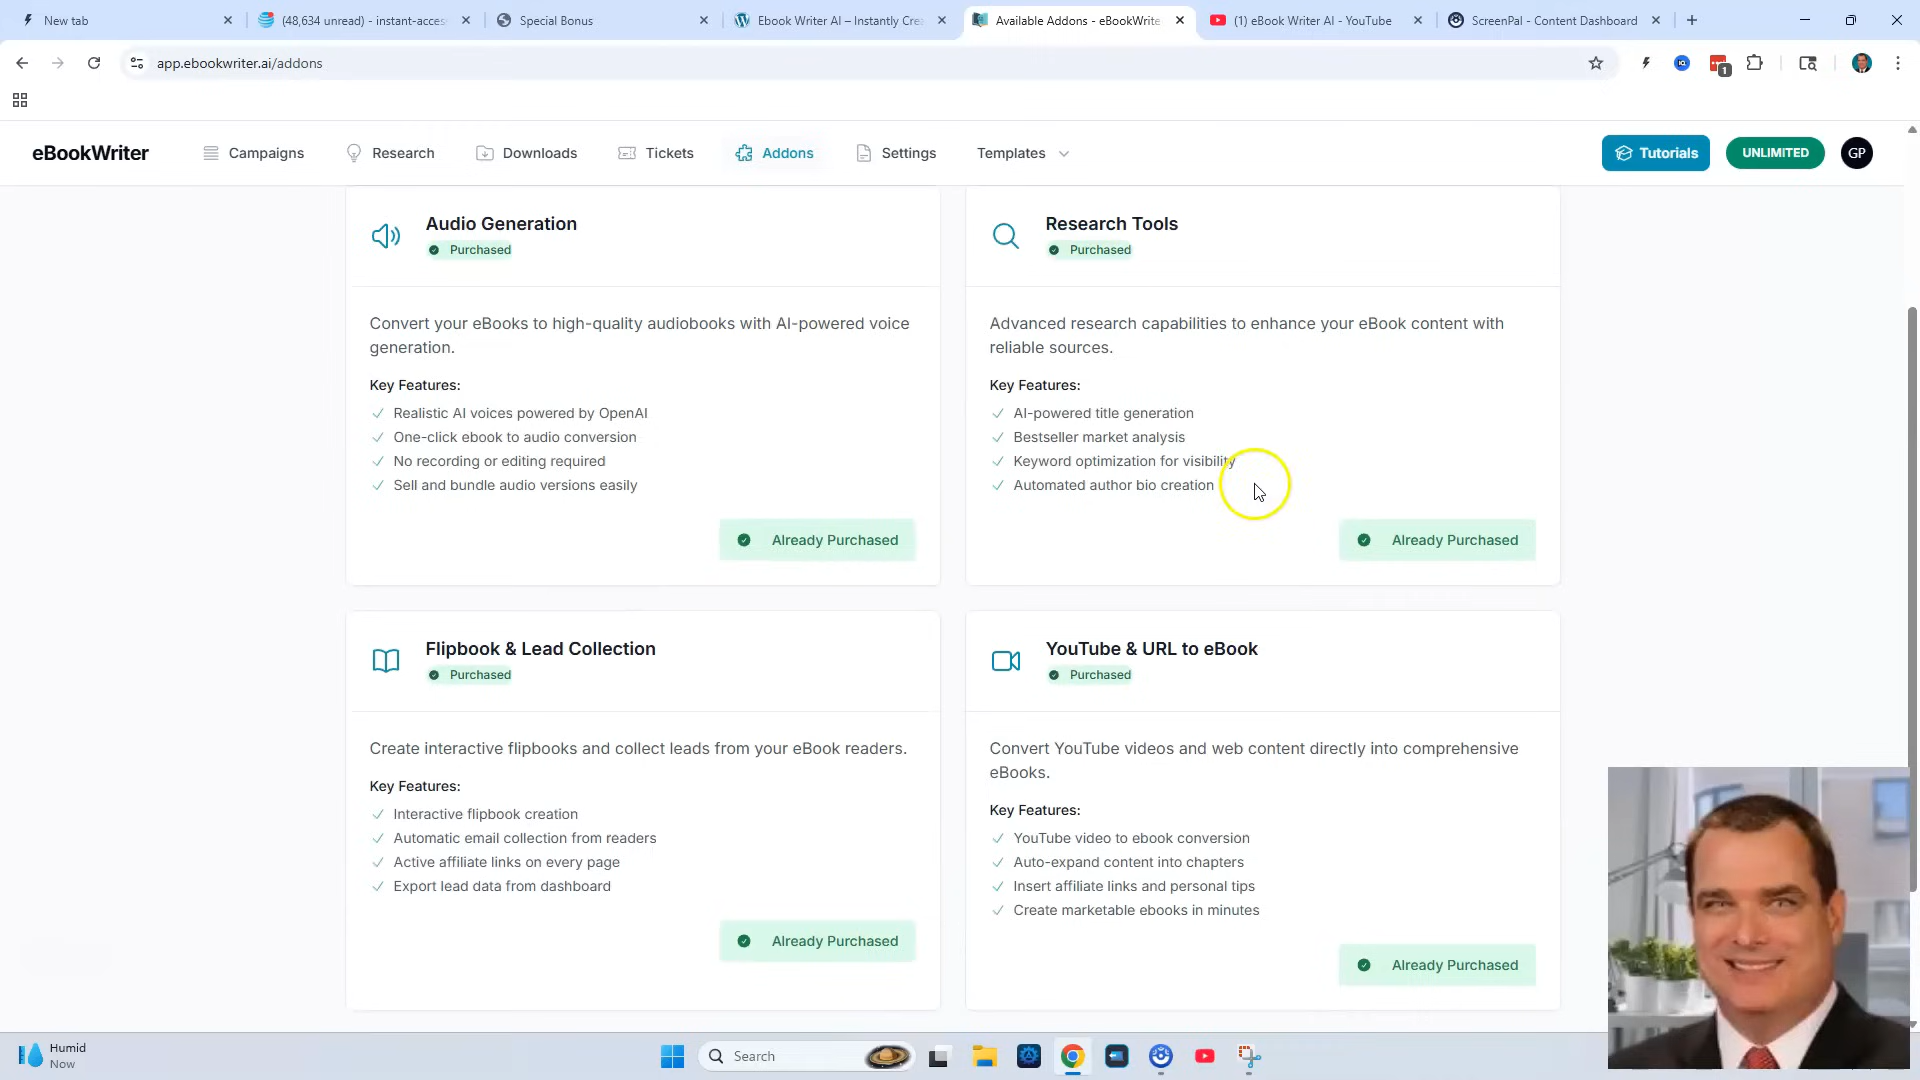 New tab
(48,634 unread) - instant-acces
Special Bonus
Ebook Writer AI – Instantly Crea
Available Addons - eBookWrite
(1) eBook Writer AI - YouTube
ScreenPal - Content Dashboard
app.ebookwriter.ai/addons
1
eBookWriter
Campaigns
Research
Downloads
Tickets
Addons
Settings
Templates
Tutorials
UNLIMITED
GP
Audio Generation
Purchased
Convert your eBooks to high-quality audiobooks with AI-powered voice
generation.
Key Features:
Realistic AI voices powered by OpenAI
One-click ebook to audio conversion
No recording or editing required
Sell and bundle audio versions easily
Already Purchased
Research Tools
Purchased
Advanced research capabilities to enhance your eBook content with
reliable sources.
Key Features:
AI-powered title generation
Bestseller market analysis
Keyword optimization for visibility
Automated author bio creation
Already Purchased
Flipbook & Lead Collection
Purchased
Create interactive flipbooks and collect leads from your eBook readers.
Key Features:
Interactive flipbook creation
Automatic email collection from readers
Active affiliate links on every page
Export lead data from dashboard
Already Purchased
YouTube & URL to eBook
Purchased
Convert YouTube videos and web content directly into comprehensive
eBooks.
Key Features:
YouTube video to ebook conversion
Auto-expand content into chapters
Insert affiliate links and personal tips
Create marketable ebooks in minutes
Already Purchased
Humid
Now
Search